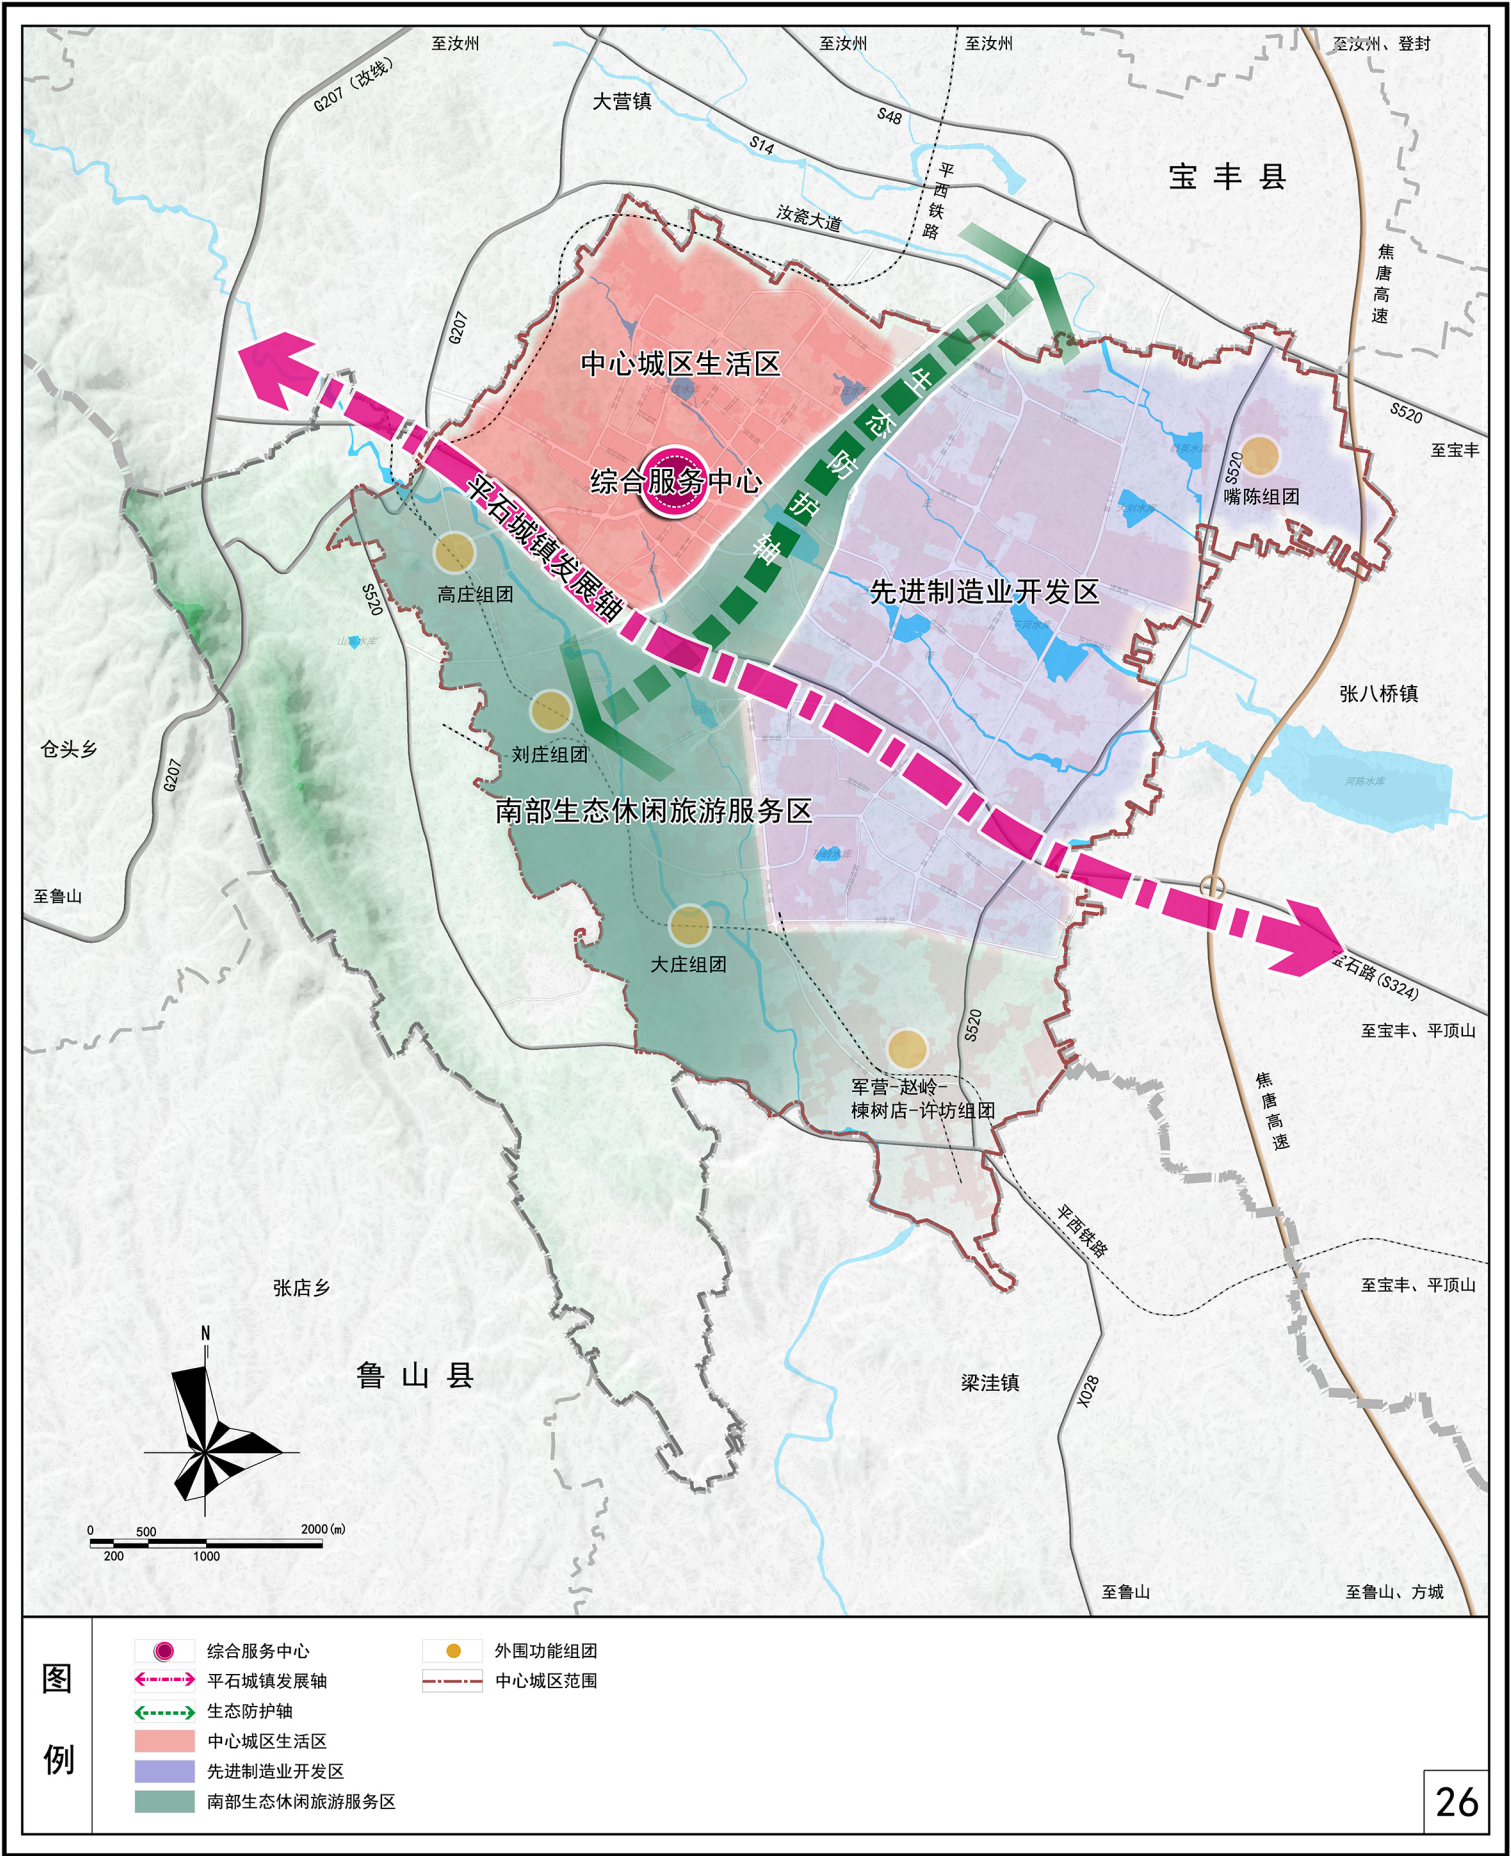 至汝州
至汝州
至汝州
至汝州、登封
G207（改线）
大营镇
S48
S14
平西铁路
宝丰县
汝瓷大道
焦唐高速
G207
中心城区生活区
生态防护轴
S520
至宝丰
S520
嘴陈组团
综合服务中心
平石城镇发展轴
高庄组团
S520
先进制造业开发区
张八桥镇
仓头乡
刘庄组团
G207
河陈水库
南部生态休闲旅游服务区
至鲁山
大庄组团
宝石路(S324)
S520
至宝丰、平顶山
军营-赵岭-
楝树店-许坊组团
焦唐高速
平西铁路
张店乡
至宝丰、平顶山
N
鲁山县
梁洼镇
X028
0
500
2000(m)
200
1000
至鲁山
至鲁山、方城
图例
综合服务中心
平石城镇发展轴
生态防护轴
中心城区生活区
先进制造业开发区
南部生态休闲旅游服务区
外围功能组团
中心城区范围
26